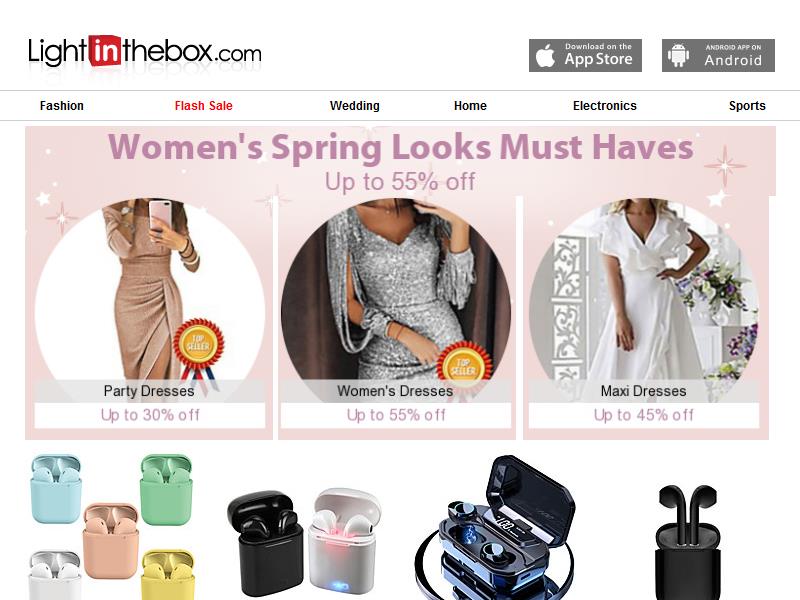 Lightinthebox.com
Download on the
App Store
ANDROID APP ON
Android
Fashion
Flash Sale
Wedding
Home
Electronics
Sports
Women's Spring Looks Must Haves
Up to 55% off
TOP SELLER
TOP SELLER
Party Dresses
Women's Dresses
Maxi Dresses
Up to 30% off
Up to 55% off
Up to 45% off
100